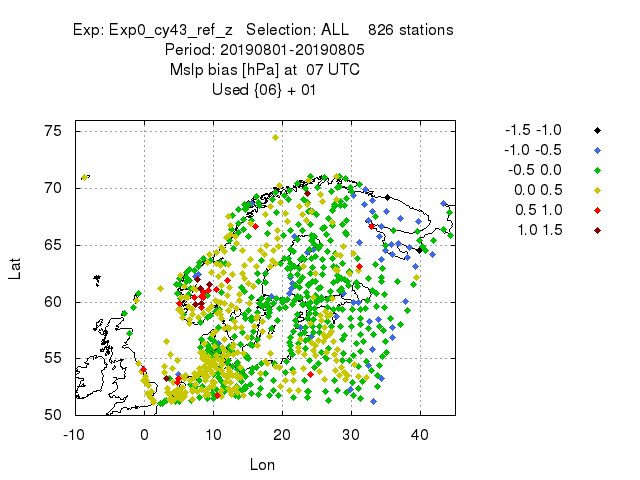 Exp: Exp0_cy43_ref_z   Selection: ALL    826 stations
Period: 20190801-20190805
Mslp bias [hPa] at  07 UTC
Used {06} + 01
75
70
65
60
55
50
Lat
-10 0 10 20 30 40
Lon
-1.5 -1.0
-1.0 -0.5
-0.5 0.0
0.0 0.5
0.5 1.0
1.0 1.5